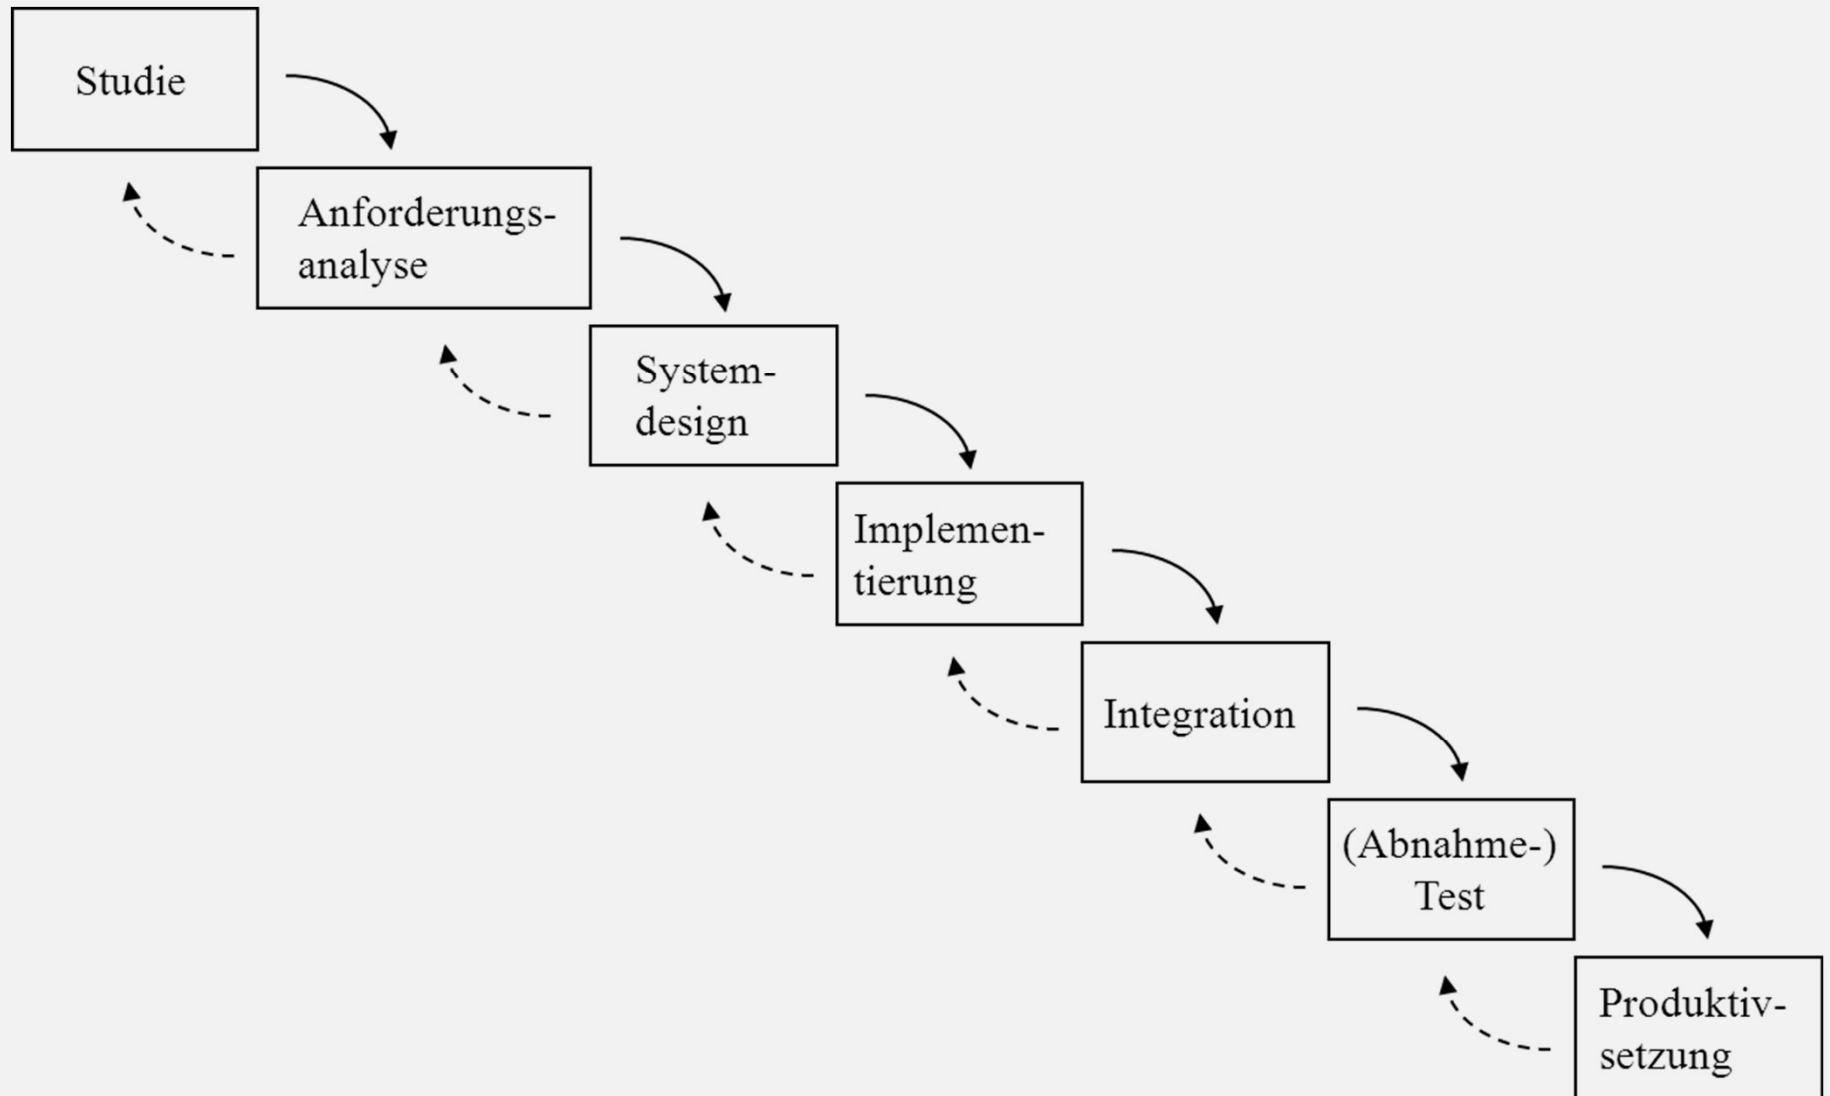 Studie
Anforderungs-
analyse
System-
design
Implemen-
tierung
Integration
(Abnahme-)
Test
Produktiv-
setzung